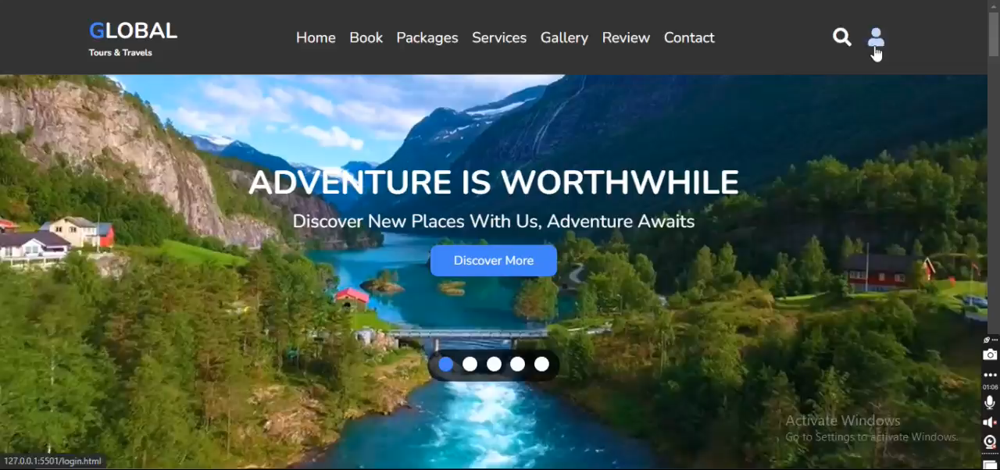 GLOBAL
Tours & Travels
Home Book Packages Services Gallery Review Contact
ADVENTURE IS WORTHWHILE
Discover New Places With Us, Adventure Awaits
Discover More
01:06
Activate Windows
Go to Settings to activate Windows.
127.0.0.1:5501/login.html